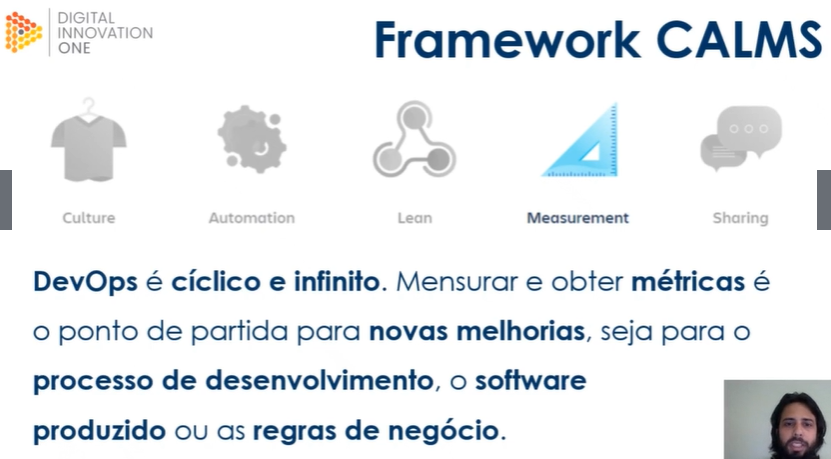 DIGITAL
INNOVATION
ONE
Framework CALMS
Culture
Automation
Lean
Measurement
Sharing
DevOps é cíclico e infinito. Mensurar e obter métricas é
o ponto de partida para novas melhorias, seja para o
processo de desenvolvimento, o software
produzido ou as regras de negócio.